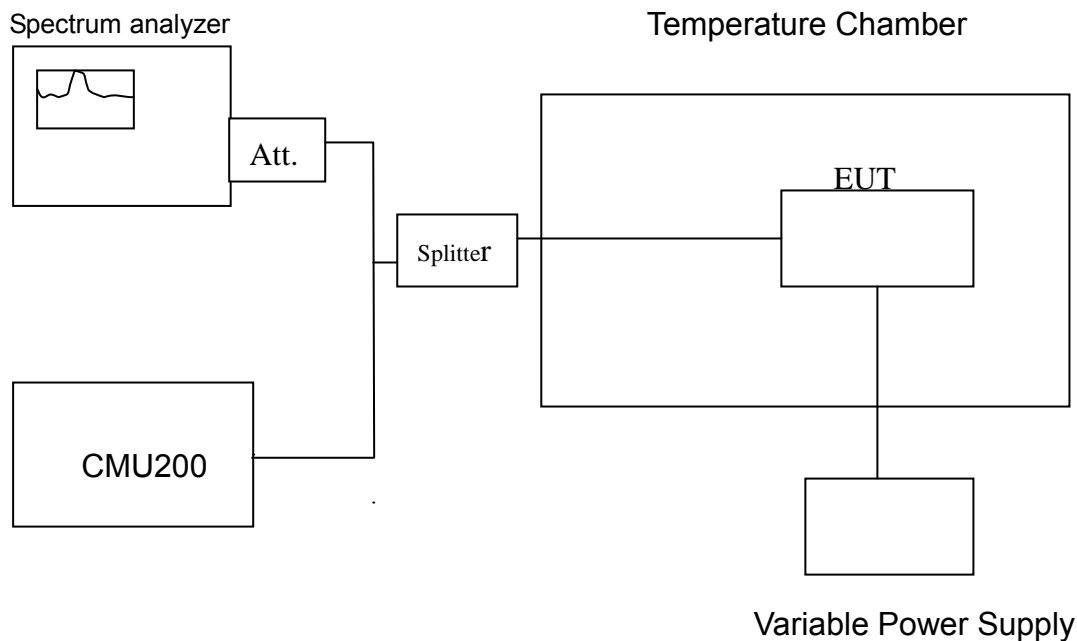 Spectrum analyzer
Temperature Chamber
Att.
EUT
Splitter
CMU200
Variable Power Supply